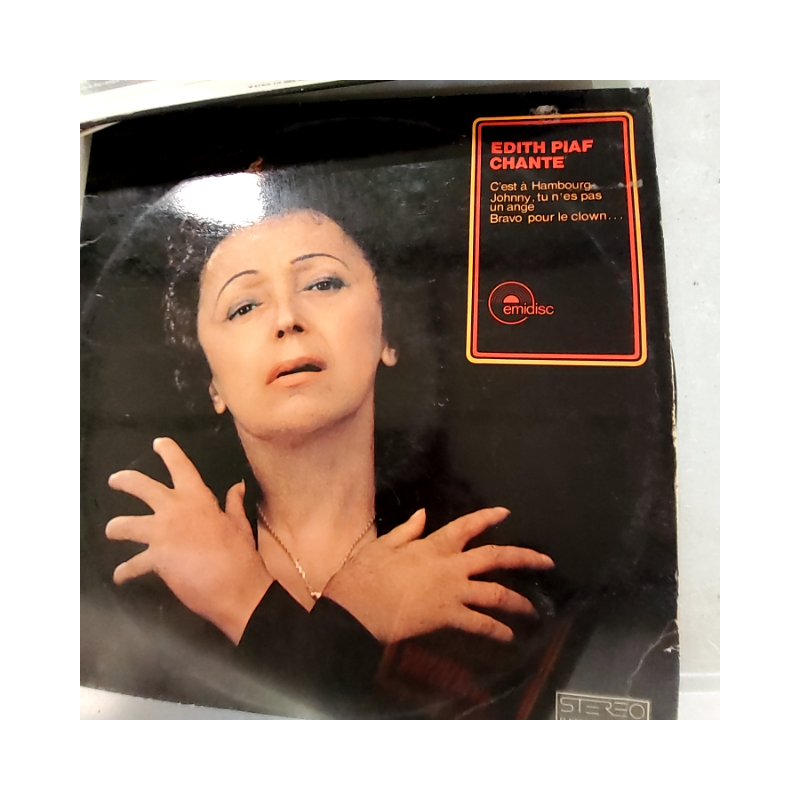 EDITH PIAF
CHANTE
C'est à Hambourg
Johnny, tu n'es pas
un ange
Bravo pour le clown...
emidisc
STEREO